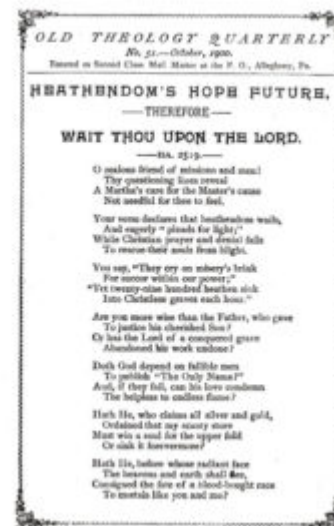 OLD THEOLOGY QUARTERLY
No. 51.—October, 1900.
Entered as Second Class Mail Matter at the P. O., Allegheny, Pa.
HEATHENDOM'S HOPE FUTURE,
—THEREFORE—
WAIT THOU UPON THE LORD.
—ISA. 25:9.—
O zealous friend of missions and men!
Thy questioning lines reveal
A Martha's care for the Master's cause
Not needful for thee to feel.
Your verse declares that heathendom waits,
And eagerly "pleads for light;"
While Christian prayer and denial fails
To rescue their souls from blight.
You say, "They cry on misery's brink
For succor within our power;"
"Yet twenty-nine hundred heathen sink
Into Christless graves each hour."
Are you more wise than the Father, who gave
To justice his cherished Son?
Or has the Lord of a conquered grave
Abandoned his work undone?
Doth God depend on fallible men
To publish "The Only Name?"
And, if they fail, can his love condemn
The helpless to endless flame?
Hath He, who claims all silver and gold,
Ordained that my scanty store
Must win a soul for the upper fold
Or sink it forevermore?
Hath He, before whose radiant face
The heavens and earth shall flee,
Consigned the fate of a blood-bought race
To mortals like you and me?